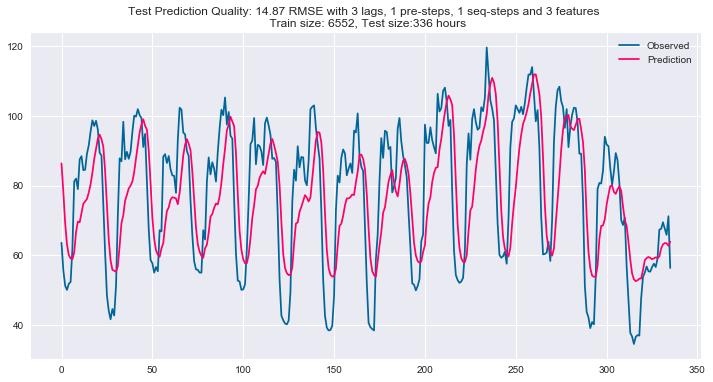 Test Prediction Quality: 14.87 RMSE with 3 lags, 1 pre-steps, 1 seq-steps and 3 features
Train size: 6552, Test size:336 hours
Observed
Prediction
120
100
80
60
40
0 50 100 150 200 250 300 350